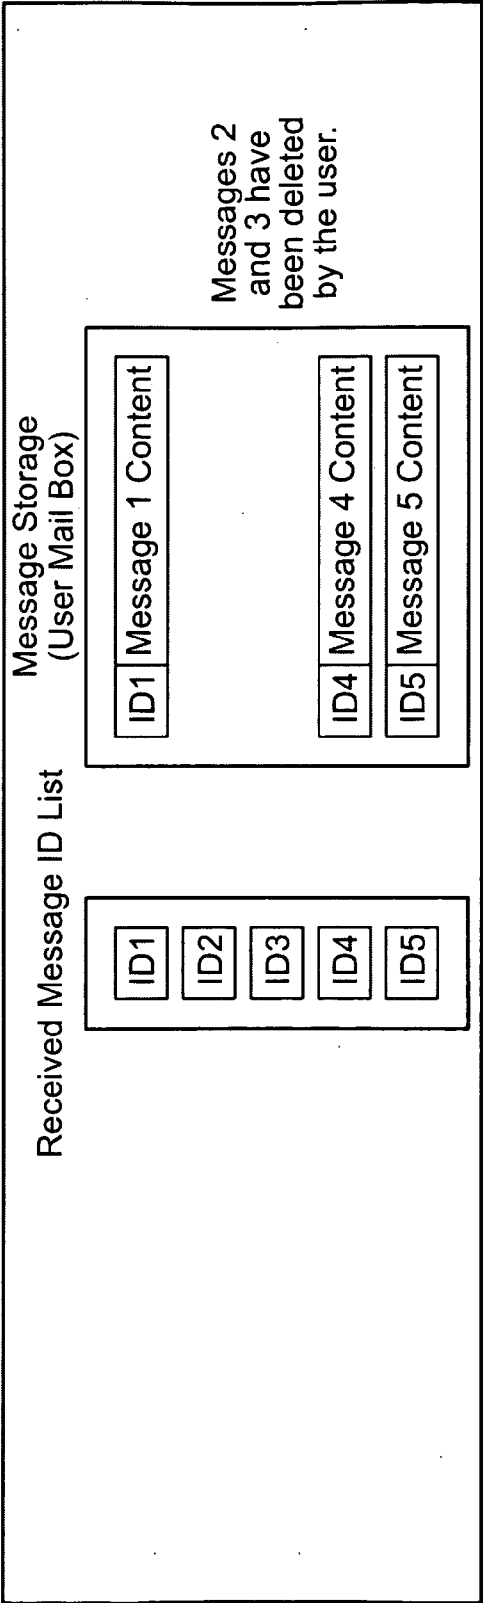 Received Message ID List
ID1
ID2
ID3
ID4
ID5
Message Storage
(User Mail Box)
ID1 Message 1 Content
ID4 Message 4 Content
ID5 Message 5 Content
Messages 2
and 3 have
been deleted
by the user.